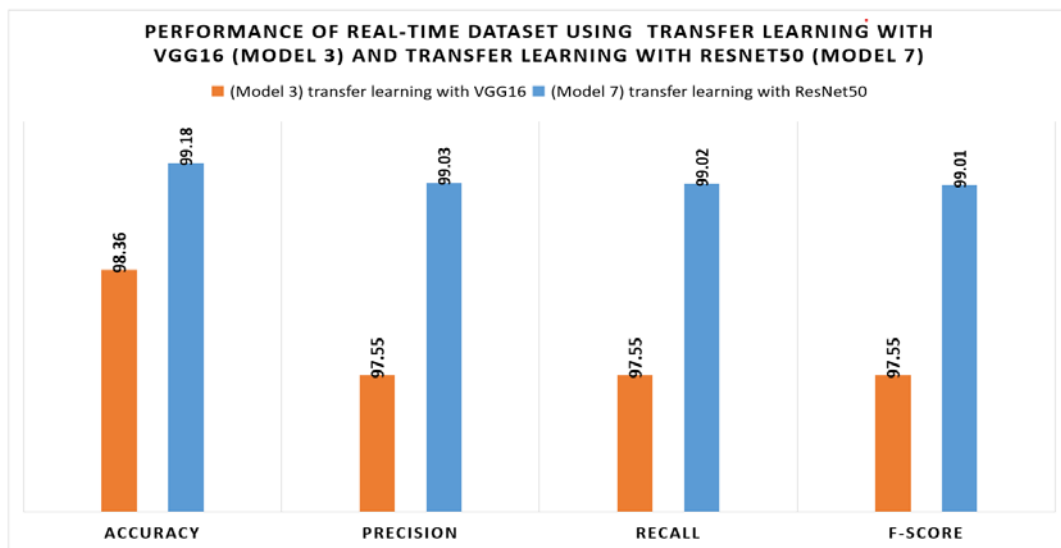 PERFORMANCE OF REAL-TIME DATASET USING TRANSFER LEARNING WITH
VGG16 (MODEL 3) AND TRANSFER LEARNING WITH RESNET50 (MODEL 7)
(Model 3) transfer learning with VGG16 (Model 7) transfer learning with ResNet50
98.36
99.18
97.55
99.03
97.55
99.02
97.55
99.01
ACCURACY PRECISION RECALL F-SCORE